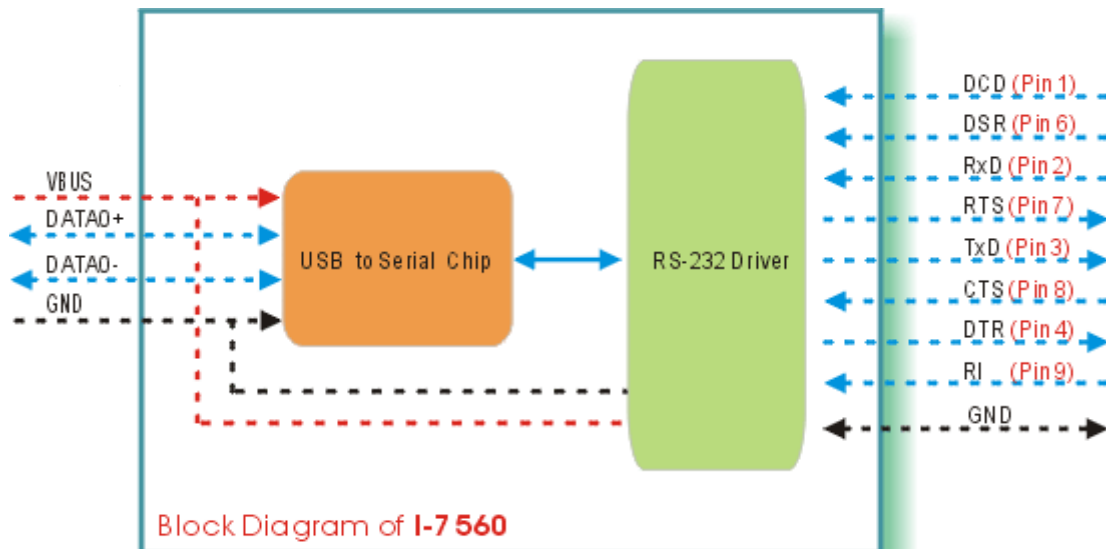 VBUS
DATA0+
DATA0-
GND
USB to Serial Chip
RS-232 Driver
DCD (Pin 1)
DSR (Pin 6)
RxD (Pin 2)
RTS (Pin 7)
TxD (Pin 3)
CTS (Pin 8)
DTR (Pin 4)
RI (Pin 9)
GND
Block Diagram of I-7560